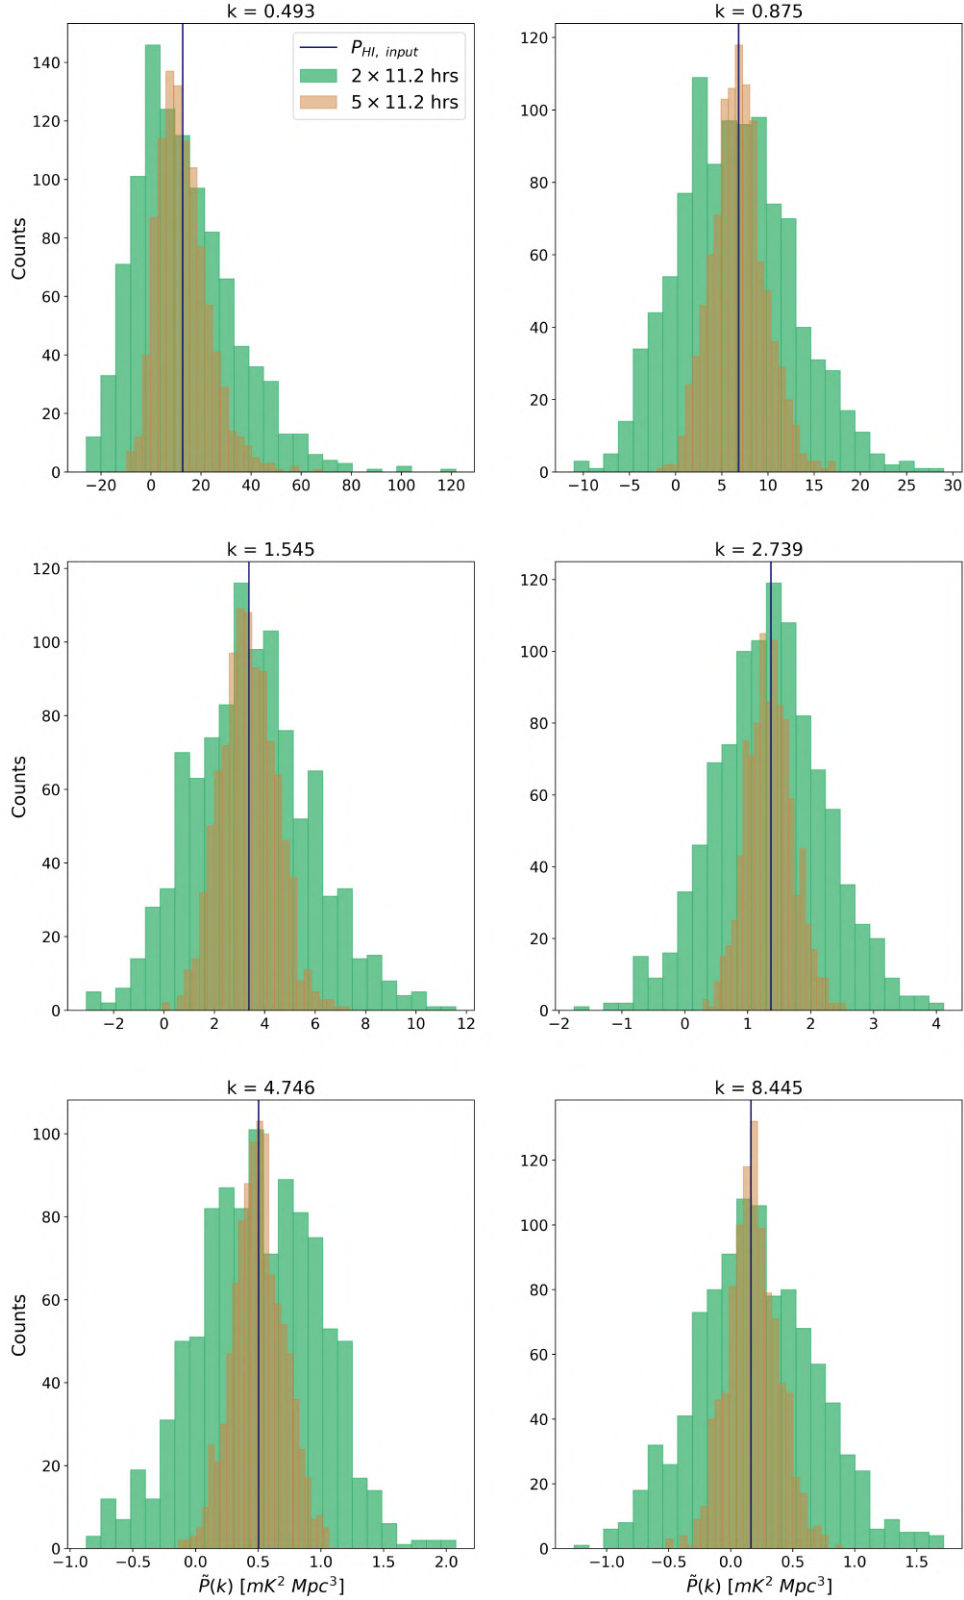 k = 0.493
140
120
100
80
60
40
20
0
Counts
−20 0 20 40 60 80 100 120
P_{HI, input}
2 × 11.2 hrs
5 × 11.2 hrs
k = 0.875
120
100
80
60
40
20
0
−10 −5 0 5 10 15 20 25 30
k = 1.545
120
100
80
60
40
20
0
Counts
−2 0 2 4 6 8 10 12
k = 2.739
120
100
80
60
40
20
0
−2 −1 0 1 2 3 4
k = 4.746
100
80
60
40
20
0
Counts
−1.0 −0.5 0.0 0.5 1.0 1.5 2.0
P̃(k) [mK² Mpc³]
k = 8.445
120
100
80
60
40
20
0
−1.0 −0.5 0.0 0.5 1.0 1.5
P̃(k) [mK² Mpc³]